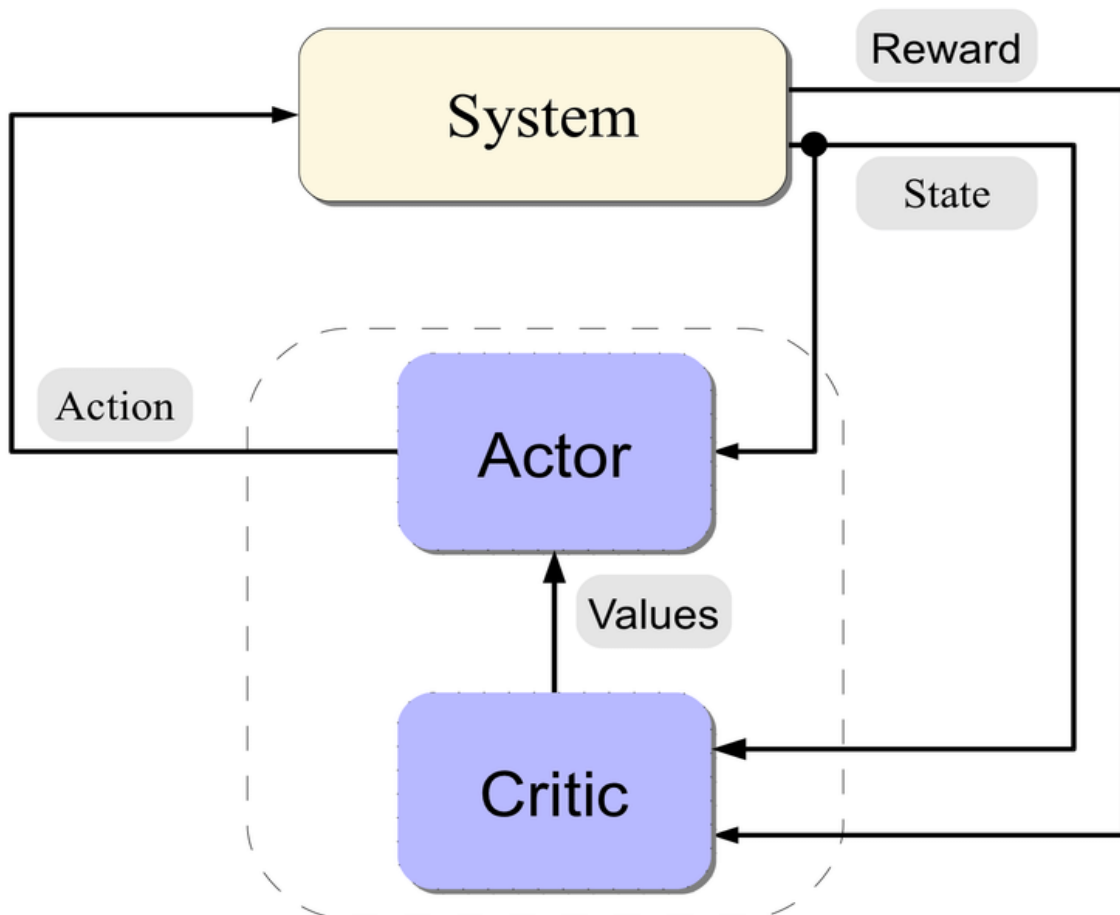 Reward
System
State
Action
Actor
Values
Critic